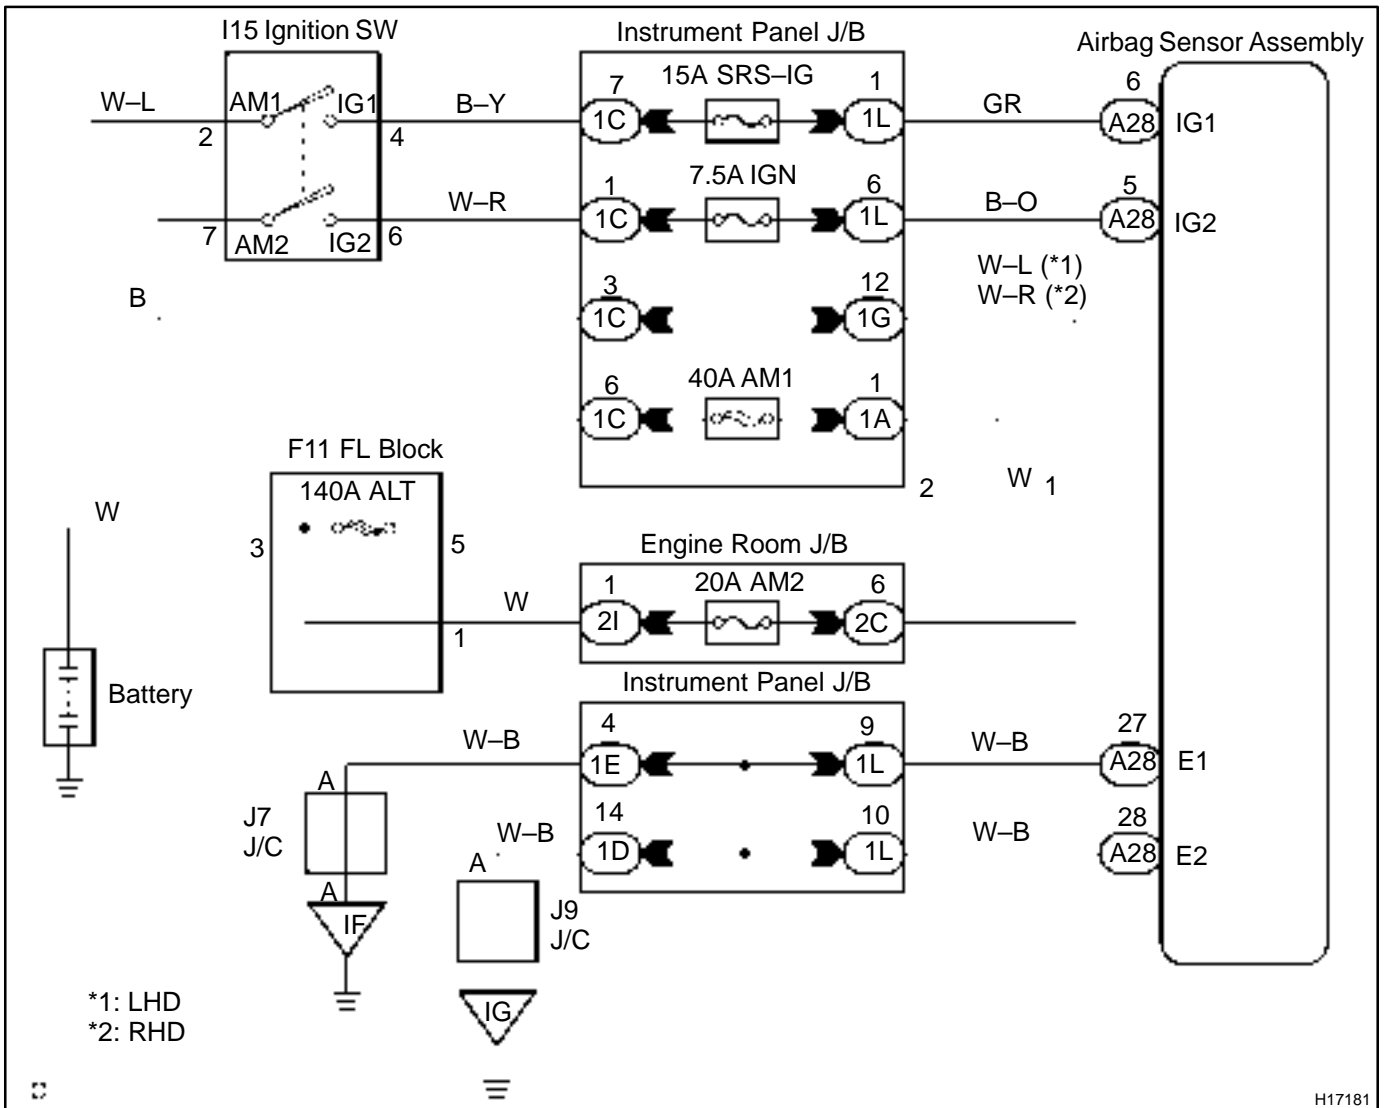 I15 Ignition SW
Instrument Panel J/B
Airbag Sensor Assembly
W–L
AM1
IG1
2
4
B–Y
7
1C
15A SRS–IG
1
1L
GR
6
A28
IG1
7
AM2
IG2
6
W–R
1
1C
7.5A IGN
6
1L
B–O
5
A28
IG2
B
3
1C
12
1G
W–L (*1)
W–R (*2)
6
1C
40A AM1
1
1A
2
W 1
F11 FL Block
140A ALT
3
5
W
Battery
1
W
Engine Room J/B
1
2I
20A AM2
6
2C
Instrument Panel J/B
W–B
4
1E
9
1L
W–B
27
A28
E1
A
J7
J/C
A
IF
W–B
14
1D
10
1L
W–B
28
A28
E2
A
J9
J/C
IG
*1: LHD
*2: RHD
H17181